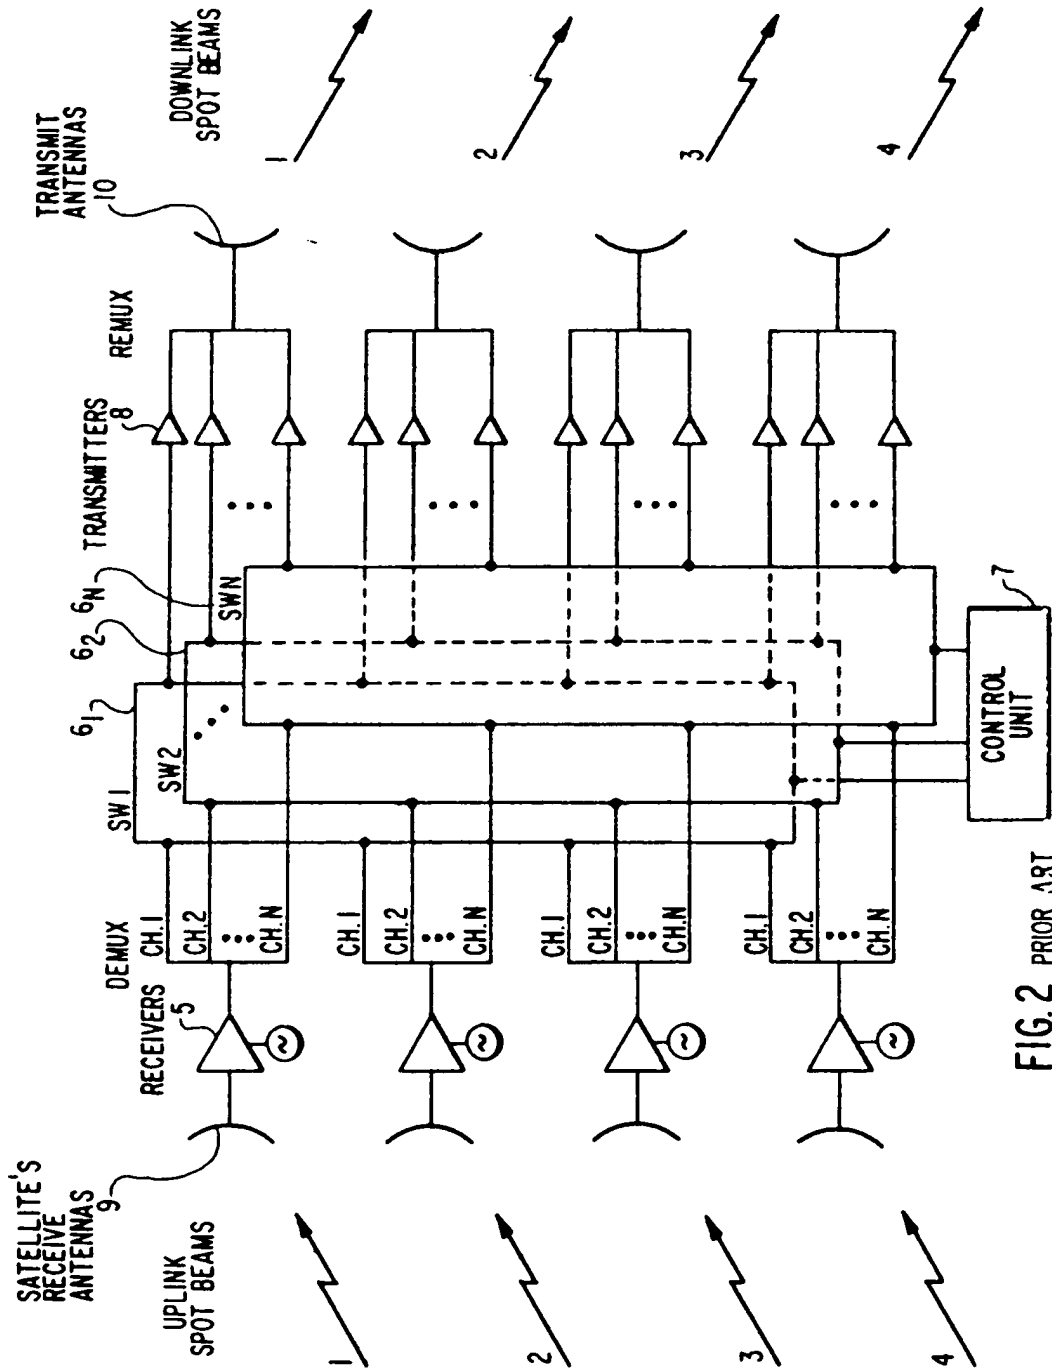 SATELLITE'S
RECEIVE
ANTENNAS
9
UPLINK
SPOT BEAMS
1
2
3
4
RECEIVERS
5
~
~
~
~
DEMUX
CH.1
CH.2
CH.N
CH.1
CH.2
CH.N
CH.1
CH.2
CH.N
CH.1
CH.2
CH.N
SW1
SW2
SWN
6₁
6₂
6N
CONTROL
UNIT
7
TRANSMITTERS
8
REMUX
TRANSMIT
ANTENNAS
10
DOWNLINK
SPOT BEAMS
1
2
3
4
FIG. 2 PRIOR ART